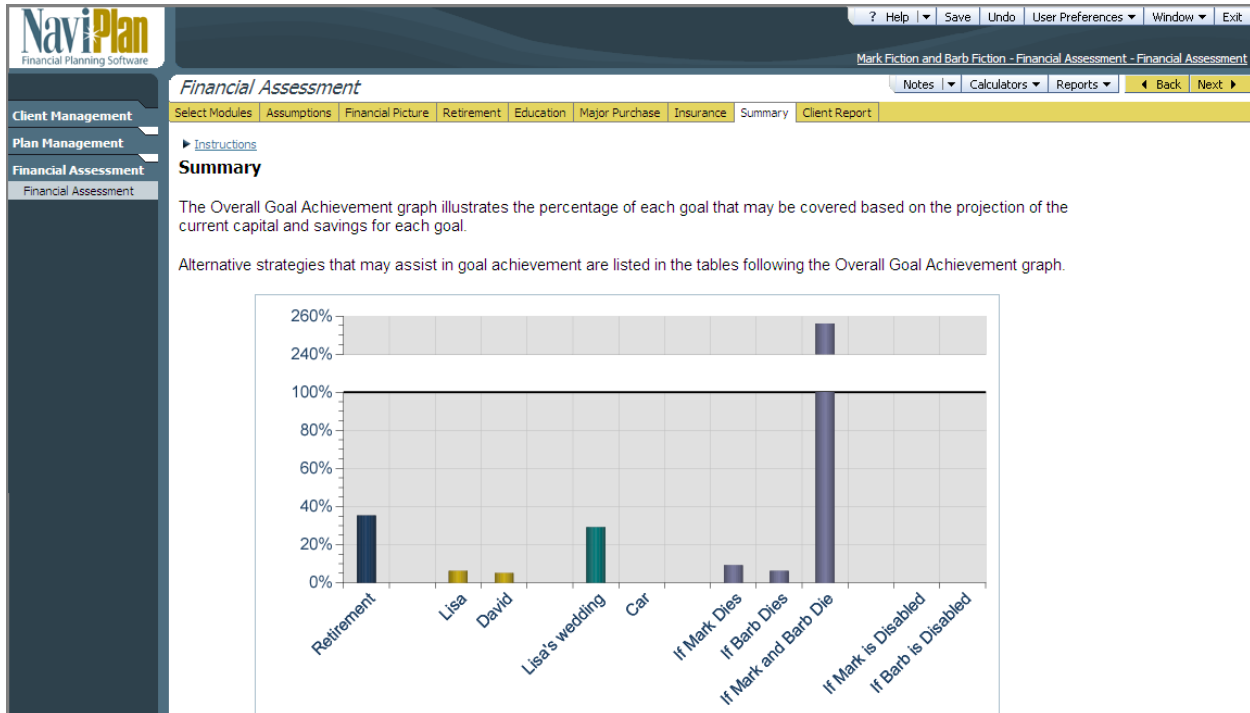 NaviPlan
Financial Planning Software
? Help Save Undo User Preferences Window Exit
Mark Fiction and Barb Fiction - Financial Assessment - Financial Assessment
Financial Assessment
Notes Calculators Reports Back Next
Select Modules Assumptions Financial Picture Retirement Education Major Purchase Insurance Summary Client Report
Client Management
Plan Management
Financial Assessment
Financial Assessment
Instructions
Summary
The Overall Goal Achievement graph illustrates the percentage of each goal that may be covered based on the projection of the
current capital and savings for each goal.
Alternative strategies that may assist in goal achievement are listed in the tables following the Overall Goal Achievement graph.
260%
240%
100%
80%
60%
40%
20%
0%
Retirement
Lisa
David
Lisa's wedding
Car
If Mark Dies
If Barb Dies
If Mark and Barb Die
If Mark is Disabled
If Barb is Disabled